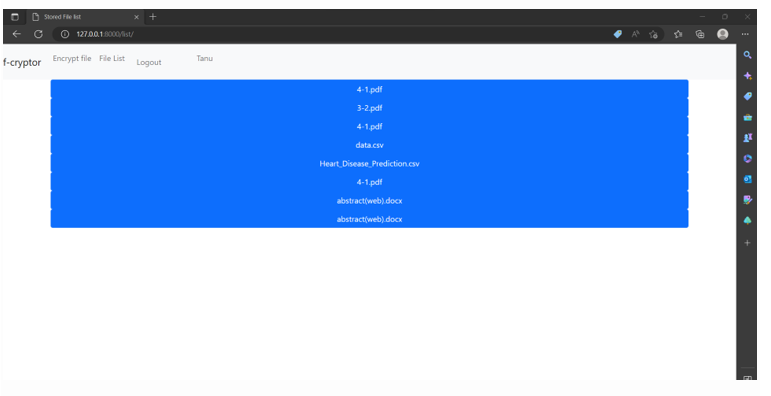 Stored File list
127.0.0.1:8000/list/
f-cryptor Encrypt file File List Logout Tanu
4-1.pdf
3-2.pdf
4-1.pdf
data.csv
Heart_Disease_Prediction.csv
4-1.pdf
abstract(web).docx
abstract(web).docx